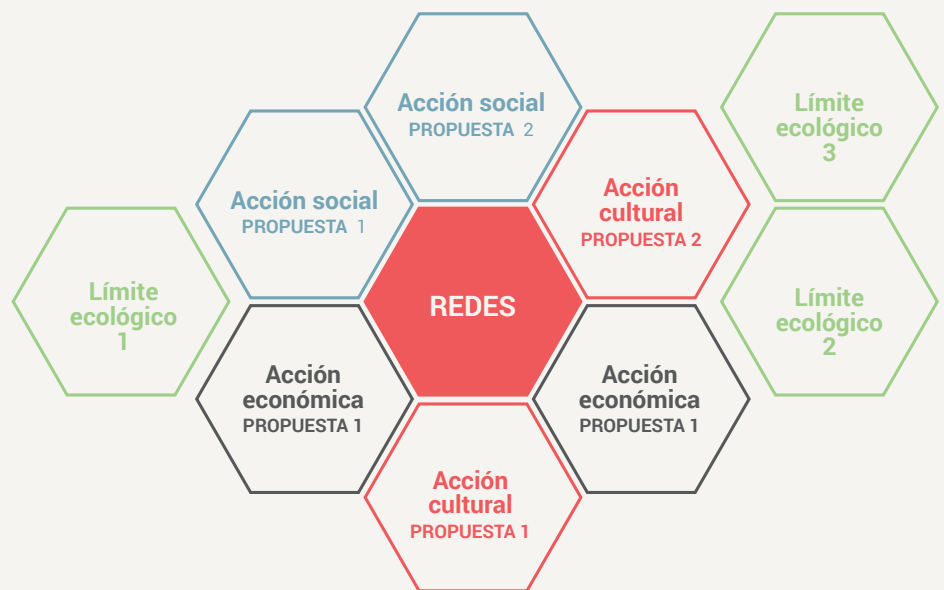 Acción social
PROPUESTA 2
Límite
ecológico
3
Acción social
PROPUESTA 1
Acción
cultural
PROPUESTA 2
Límite
ecológico
1
REDES
Límite
ecológico
2
Acción
económica
PROPUESTA 1
Acción
económica
PROPUESTA 1
Acción
cultural
PROPUESTA 1